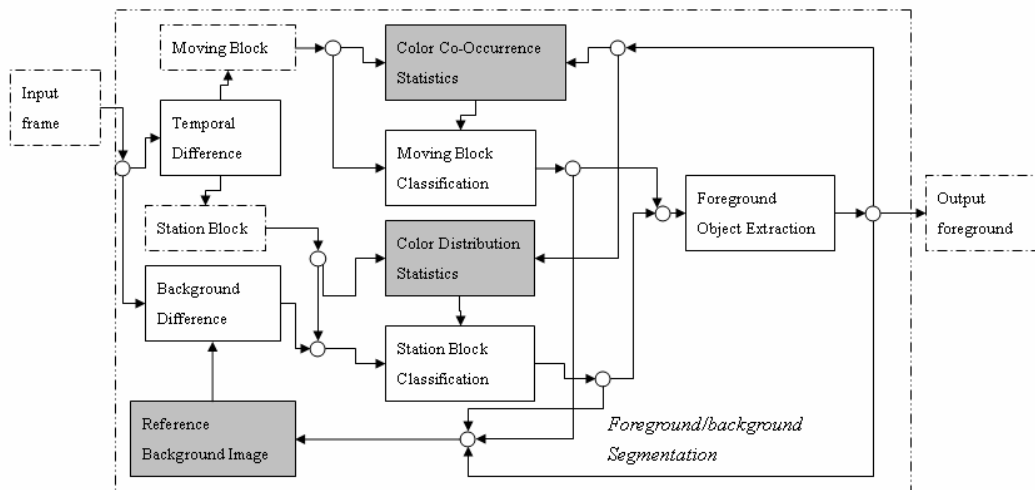 Input
frame
Moving Block
Temporal
Difference
Station Block
Background
Difference
Reference
Background Image
Color Co-Occurrence
Statistics
Moving Block
Classification
Color Distribution
Statistics
Station Block
Classification
Foreground
Object Extraction
Foreground/background
Segmentation
Output
foreground